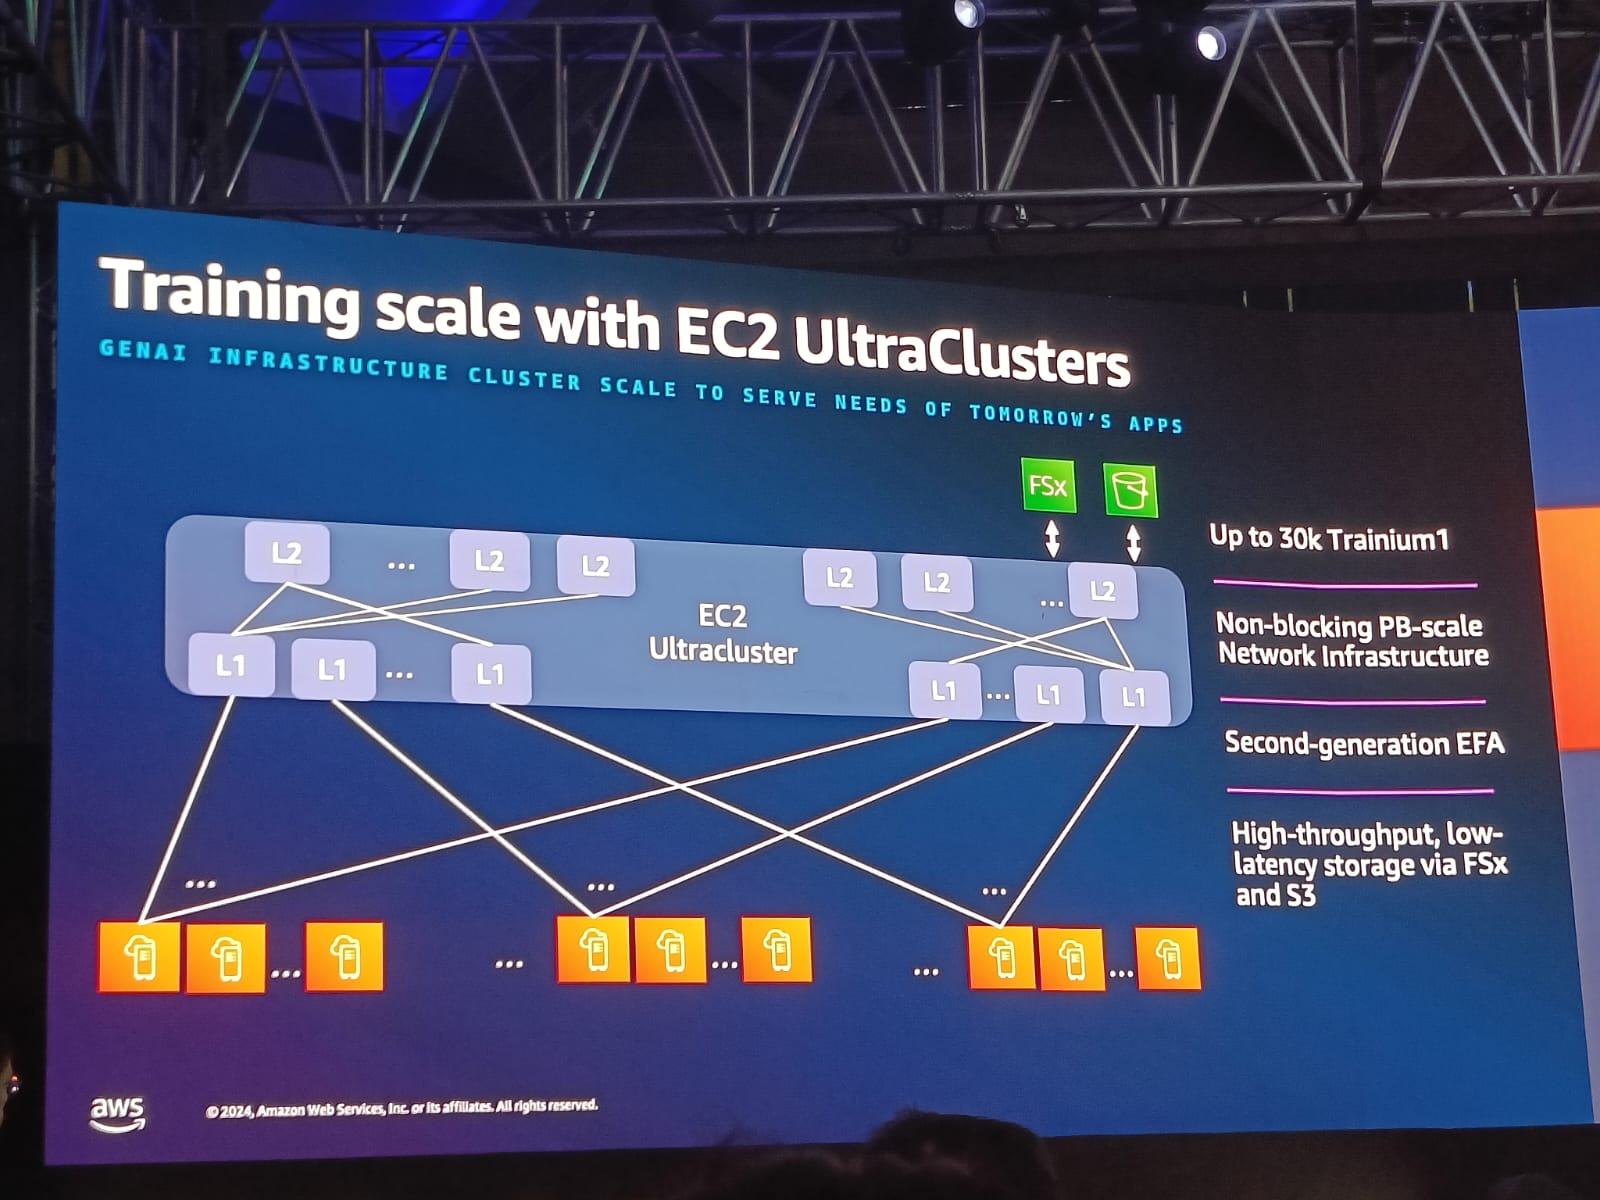 Training scale with EC2 UltraClusters
GENAI INFRASTRUCTURE CLUSTER SCALE TO SERVE NEEDS OF TOMORROW'S APPS
FSx
L2 ... L2 L2 L2 L2 ... L2
EC2
Ultracluster
L1 L1 ... L1 L1 ... L1 L1
... ... ...
... ... ... ... ...
Up to 30k Trainium1
Non-blocking PB-scale
Network Infrastructure
Second-generation EFA
High-throughput, low-
latency storage via FSx
and S3
aws
© 2024, Amazon Web Services, Inc. or its affiliates. All rights reserved.